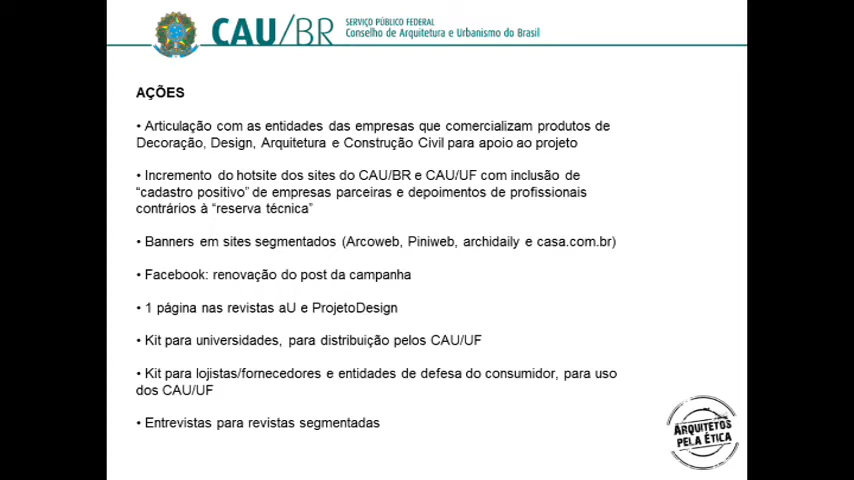 CAU/BR
SERVIÇO PÚBLICO FEDERAL
Conselho de Arquitetura e Urbanismo do Brasil
AÇÕES
• Articulação com as entidades das empresas que comercializam produtos de
Decoração, Design, Arquitetura e Construção Civil para apoio ao projeto
• Incremento do hotsite dos sites do CAU/BR e CAU/UF com inclusão de
“cadastro positivo” de empresas parceiras e depoimentos de profissionais
contrários à “reserva técnica”
• Banners em sites segmentados (Arcoweb, Piniweb, archidaily e casa.com.br)
• Facebook: renovação do post da campanha
• 1 página nas revistas aU e ProjetoDesign
• Kit para universidades, para distribuição pelos CAU/UF
• Kit para lojistas/fornecedores e entidades de defesa do consumidor, para uso
dos CAU/UF
• Entrevistas para revistas segmentadas
ARQUITETOS
PELA ÉTICA